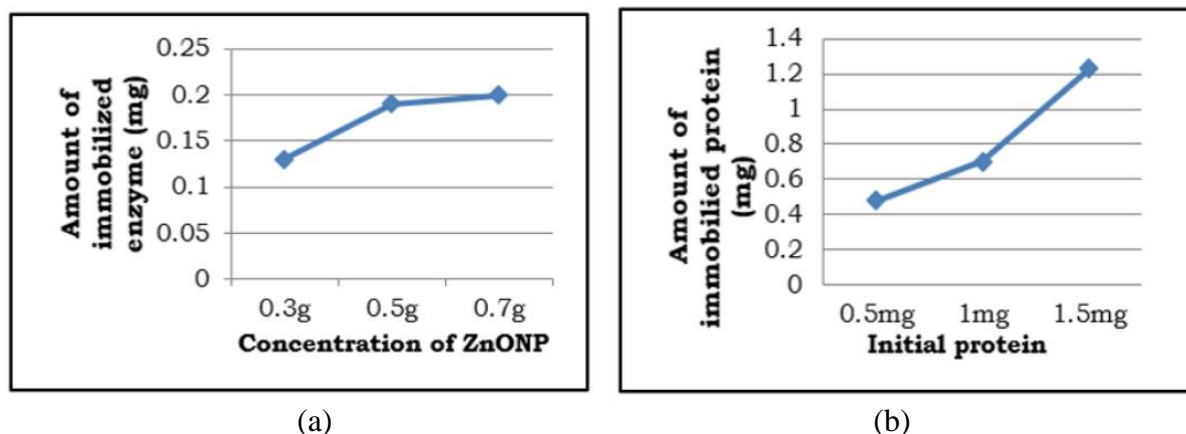 Amount of
immobilized
enzyme (mg)
0.25
0.2
0.15
0.1
0.05
0
0.3g 0.5g 0.7g
Concentration of ZnONP
(a)
Amount of
immobilied protein
(mg)
1.4
1.2
1
0.8
0.6
0.4
0.2
0
0.5mg 1mg 1.5mg
Initial protein
(b)